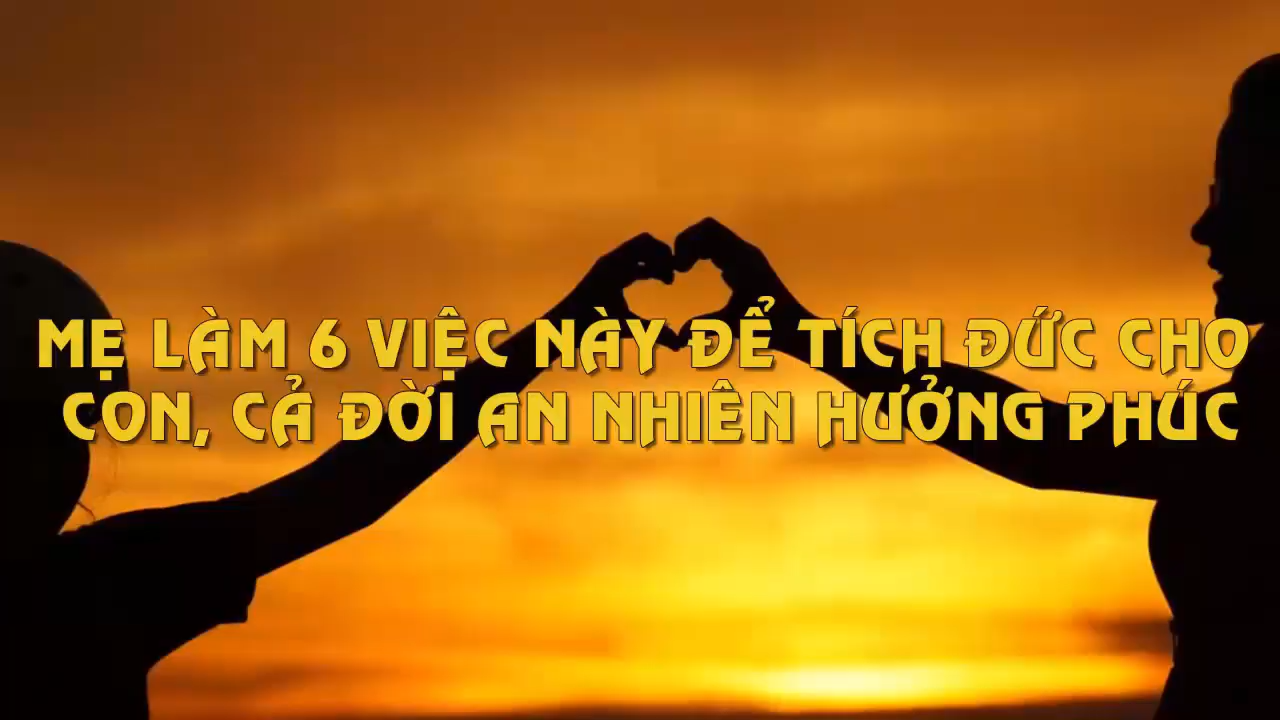 MẸ LÀM 6 VIỆC NÀY ĐỂ TÍCH ĐỨC CHO
CON, CẢ ĐỜI AN NHIÊN HƯỞNG PHÚC